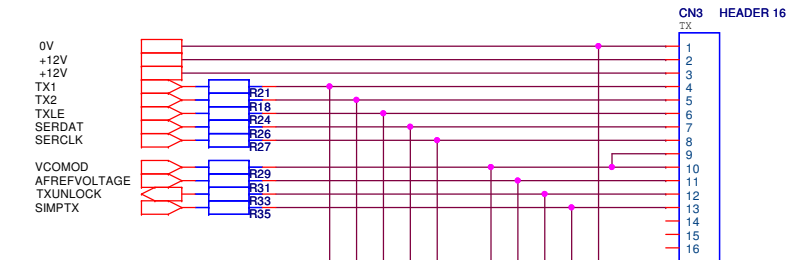 CN3 HEADER 16
TX
0V 1
+12V 2
+12V 3
TX1 R21 4
TX2 R18 5
TXLE R24 6
SERDAT R26 7
SERCLK R27 8
9
VCOMOD R29 10
AFREFVOLTAGE R31 11
TXUNLOCK R33 12
SIMPTX R35 13
14
15
16